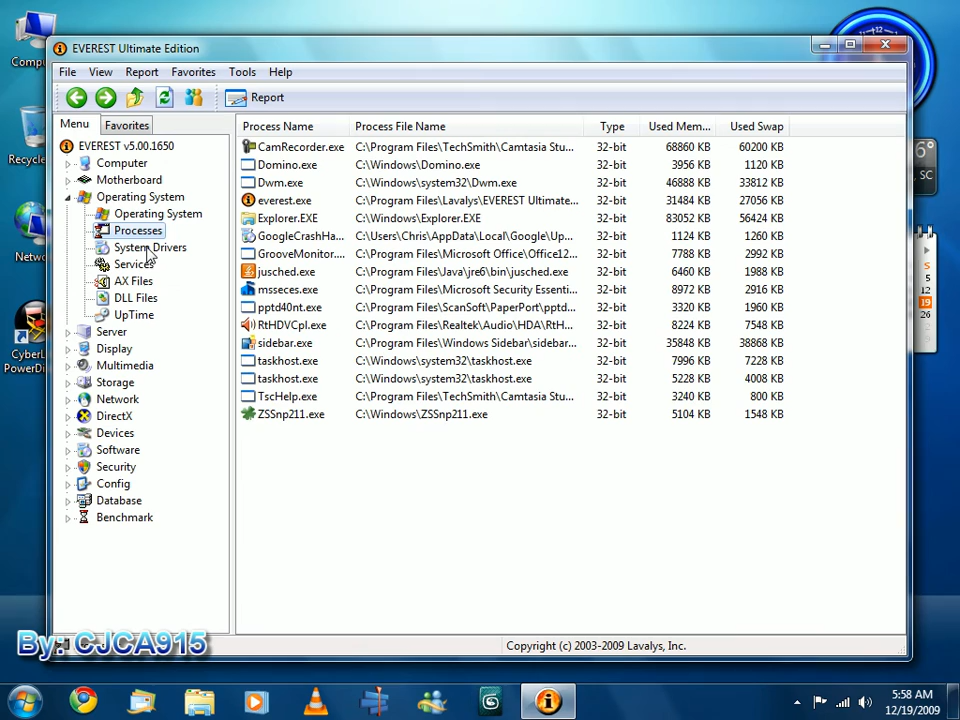 Compu
EVEREST Ultimate Edition
File View Report Favorites Tools Help
Report
Menu Favorites
Process Name Process File Name Type Used Mem... Used Swap
EVEREST v5.00.1650
Computer
Motherboard
Operating System
Operating System
Processes
System Drivers
Services
AX Files
DLL Files
UpTime
Server
Display
Multimedia
Storage
Network
DirectX
Devices
Software
Security
Config
Database
Benchmark
CamRecorder.exe C:\Program Files\TechSmith\Camtasia Stu... 32-bit 68860 KB 60200 KB
Domino.exe C:\Windows\Domino.exe 32-bit 3956 KB 1120 KB
Dwm.exe C:\Windows\system32\Dwm.exe 32-bit 46888 KB 33812 KB
everest.exe C:\Program Files\Lavalys\EVEREST Ultimate... 32-bit 31484 KB 27056 KB
Explorer.EXE C:\Windows\Explorer.EXE 32-bit 83052 KB 56424 KB
GoogleCrashHa... C:\Users\Chris\AppData\Local\Google\Up... 32-bit 1124 KB 1260 KB
GrooveMonitor.... C:\Program Files\Microsoft Office\Office12... 32-bit 7788 KB 2992 KB
jusched.exe C:\Program Files\Java\jre6\bin\jusched.exe 32-bit 6460 KB 1988 KB
msseces.exe C:\Program Files\Microsoft Security Essenti... 32-bit 8972 KB 2916 KB
pptd40nt.exe C:\Program Files\ScanSoft\PaperPort\pptd... 32-bit 3320 KB 1960 KB
RtHDVCpl.exe C:\Program Files\Realtek\Audio\HDA\RtH... 32-bit 8224 KB 7548 KB
sidebar.exe C:\Program Files\Windows Sidebar\sidebar... 32-bit 35848 KB 38868 KB
taskhost.exe C:\Windows\system32\taskhost.exe 32-bit 7996 KB 7228 KB
taskhost.exe C:\Windows\system32\taskhost.exe 32-bit 5228 KB 4008 KB
TscHelp.exe C:\Program Files\TechSmith\Camtasia Stu... 32-bit 3240 KB 800 KB
ZSSnp211.exe C:\Windows\ZSSnp211.exe 32-bit 5104 KB 1548 KB
Recycle
Netwo
CyberL
PowerDi
12
6°
, SC
S
5
12
19
26
By: CJCA915
Copyright (c) 2003-2009 Lavalys, Inc.
5:58 AM
12/19/2009